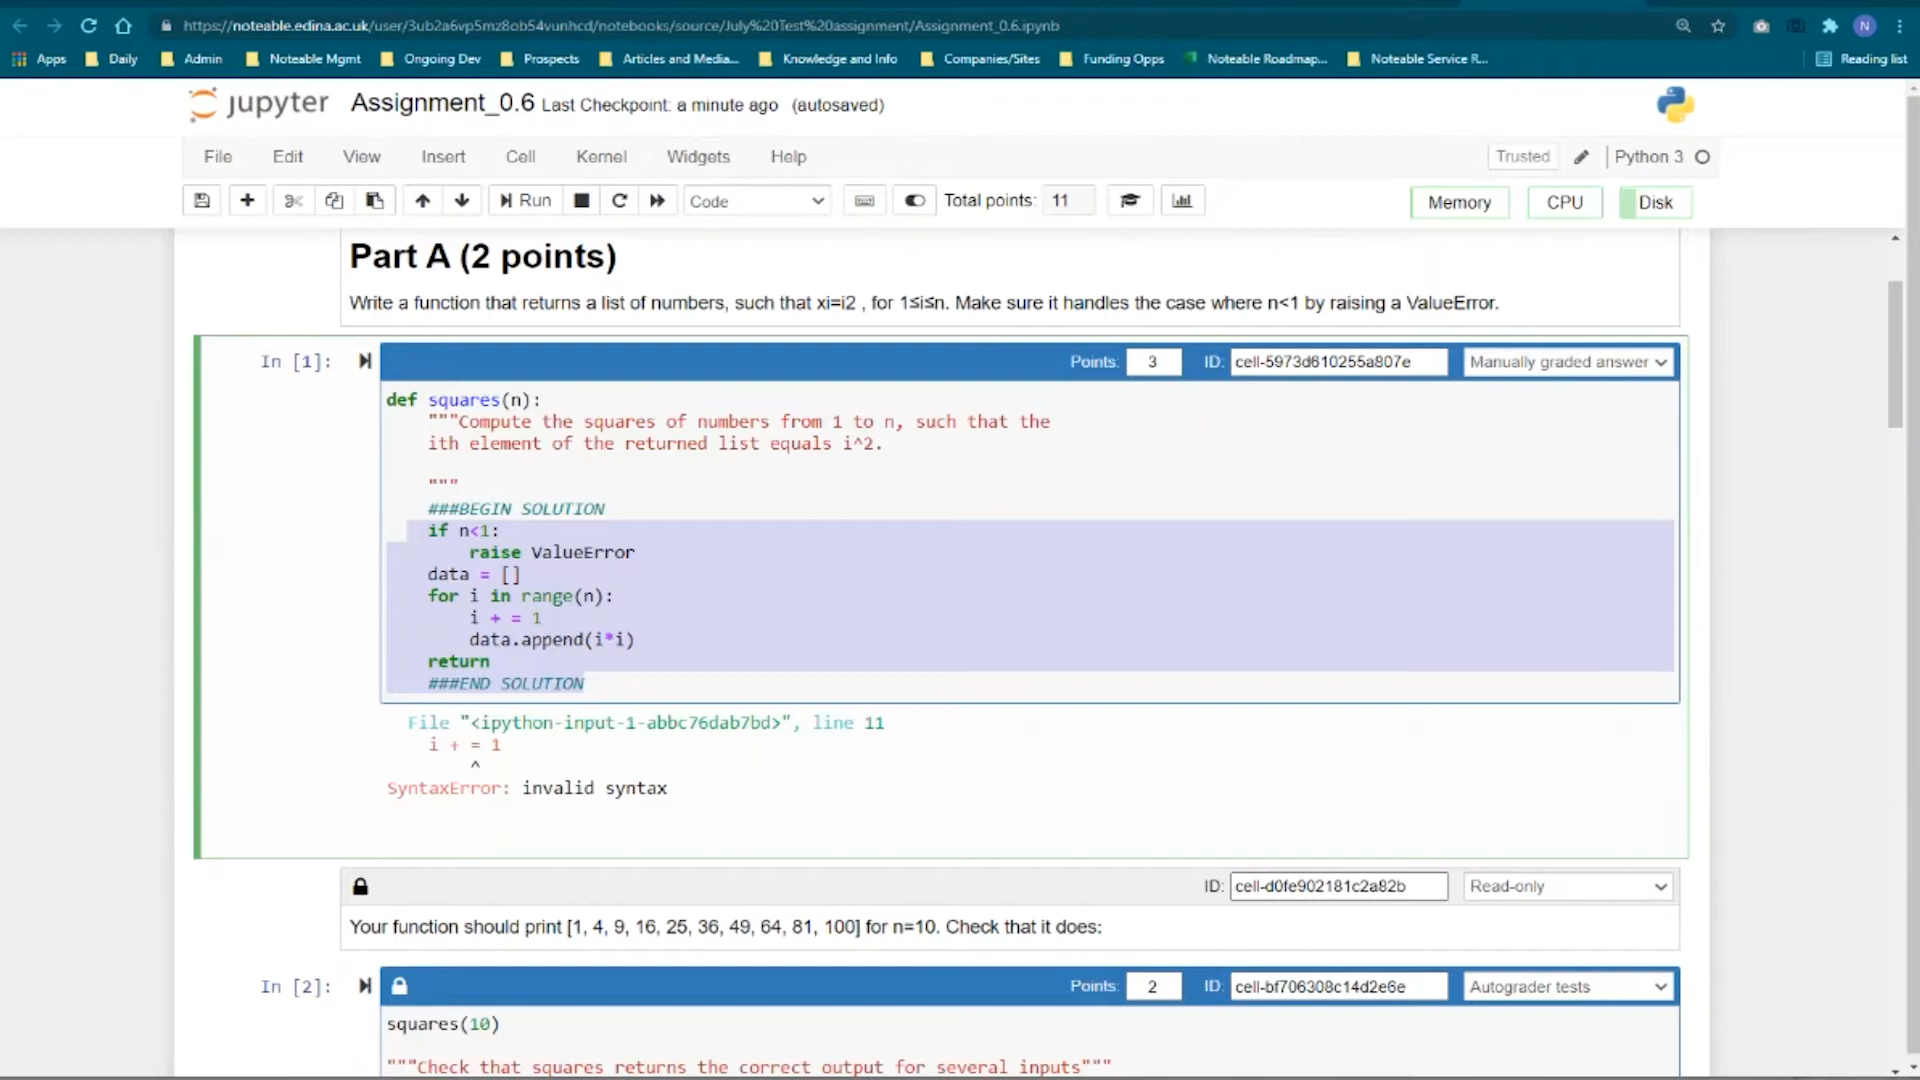 https://noteable.edina.ac.uk/user/3ub2a6vp5mz8ob54vunhcd/notebooks/source/July%20Test%20assignment/Assignment_0.6.ipynb
N
Apps Daily Admin Noteable Mgmt Ongoing Dev Prospects Articles and Media... Knowledge and Info Companies/Sites Funding Opps Noteable Roadmap... Noteable Service R... Reading list
jupyter Assignment_0.6 Last Checkpoint: a minute ago (autosaved)
File Edit View Insert Cell Kernel Widgets Help Trusted Python 3
Run Code Total points: 11 Memory CPU Disk
Part A (2 points)
Write a function that returns a list of numbers, such that xi=i2 , for 1≤i≤n. Make sure it handles the case where n<1 by raising a ValueError.
In [1]: Points: 3 ID: cell-5973d610255a807e Manually graded answer
def squares(n):
"""Compute the squares of numbers from 1 to n, such that the
ith element of the returned list equals i^2.
"""
###BEGIN SOLUTION
if n<1:
raise ValueError
data = []
for i in range(n):
i + = 1
data.append(i*i)
return
###END SOLUTION
File "<ipython-input-1-abbc76dab7bd>", line 11
i + = 1
^
SyntaxError: invalid syntax
ID: cell-d0fe902181c2a82b Read-only
Your function should print [1, 4, 9, 16, 25, 36, 49, 64, 81, 100] for n=10. Check that it does:
In [2]: Points: 2 ID: cell-bf706308c14d2e6e Autograder tests
squares(10)
"""Check that squares returns the correct output for several inputs"""